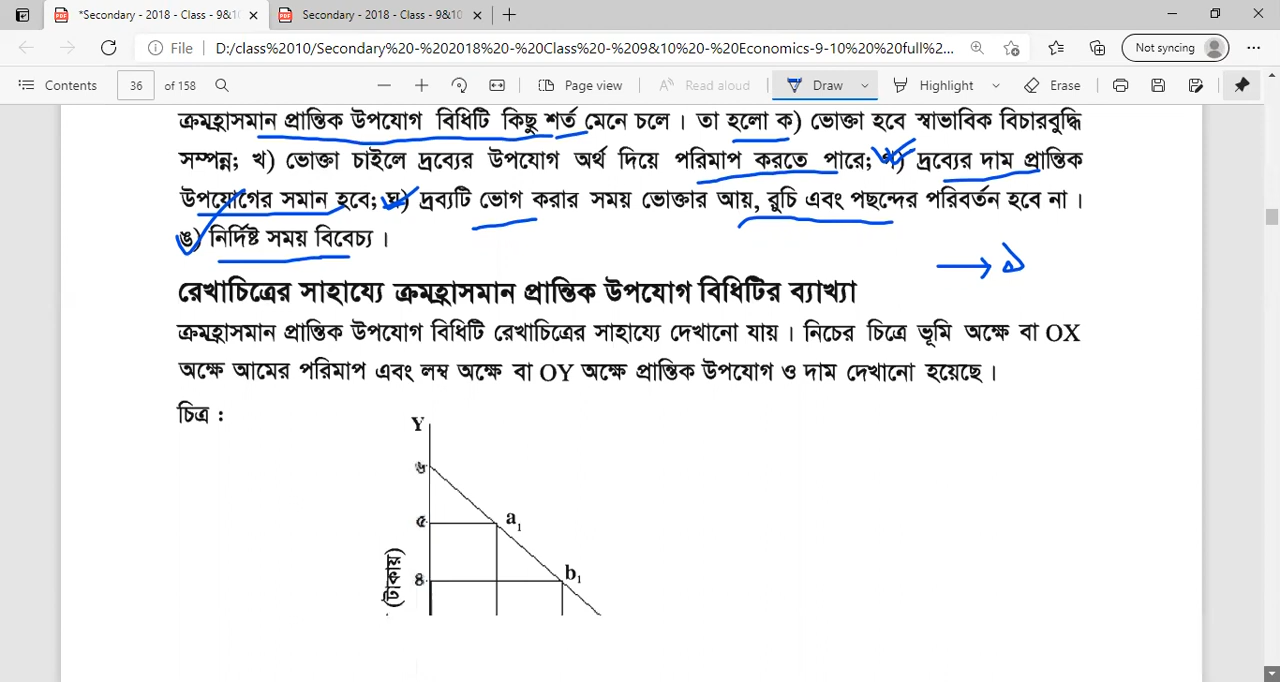 *Secondary - 2018 - Class - 9&10
Secondary - 2018 - Class - 9&10
File
D:/class%2010/Secondary%20-%202018%20-%20Class%20-%209&10%20-%20Economics-9-10%20%20full%2...
Not syncing
Contents
36 of 158
Page view
Read aloud
Draw
Highlight
Erase
ক্রমহ্রাসমান প্রান্তিক উপযোগ বিধিটি কিছু শর্ত মেনে চলে। তা হলো ক) ভোক্তা হবে স্বাভাবিক বিচারবুদ্ধি
সম্পন্ন; খ) ভোক্তা চাইলে দ্রব্যের উপযোগ অর্থ দিয়ে পরিমাপ করতে পারে; গ) দ্রব্যের দাম প্রান্তিক
উপযোগের সমান হবে; ঘ) দ্রব্যটি ভোগ করার সময় ভোক্তার আয়, রুচি এবং পছন্দের পরিবর্তন হবে না।
ঙ) নির্দিষ্ট সময় বিবেচ্য।
রেখাচিত্রের সাহায্যে ক্রমহ্রাসমান প্রান্তিক উপযোগ বিধিটির ব্যাখ্যা
ক্রমহ্রাসমান প্রান্তিক উপযোগ বিধিটি রেখাচিত্রের সাহায্যে দেখানো যায়। নিচের চিত্রে ভূমি অক্ষে বা OX
অক্ষে আমের পরিমাপ এবং লম্ব অক্ষে বা OY অক্ষে প্রান্তিক উপযোগ ও দাম দেখানো হয়েছে।
চিত্র :
Y
৬
৫
a₁
৪
b₁
(টাকায়)